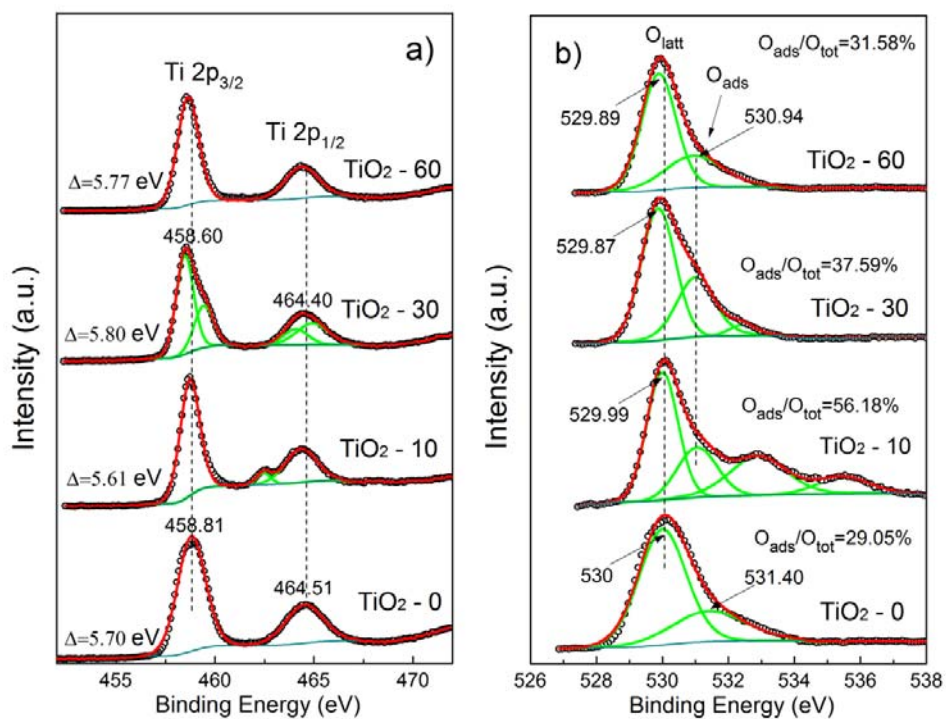 a)
Ti 2p3/2
Ti 2p1/2
TiO2 - 60
Δ=5.77 eV
458.60
464.40
TiO2 - 30
Δ=5.80 eV
TiO2 - 10
Δ=5.61 eV
458.81
464.51
TiO2 - 0
Δ=5.70 eV
Intensity (a.u.)
455 460 465 470
Binding Energy (eV)
b)
Olatt
Oads/Otot=31.58%
Oads
529.89
530.94
TiO2 - 60
529.87
Oads/Otot=37.59%
TiO2 - 30
529.99
Oads/Otot=56.18%
TiO2 - 10
Oads/Otot=29.05%
530
531.40
TiO2 - 0
Intensity (a.u.)
526 528 530 532 534 536 538
Binding Energy (eV)